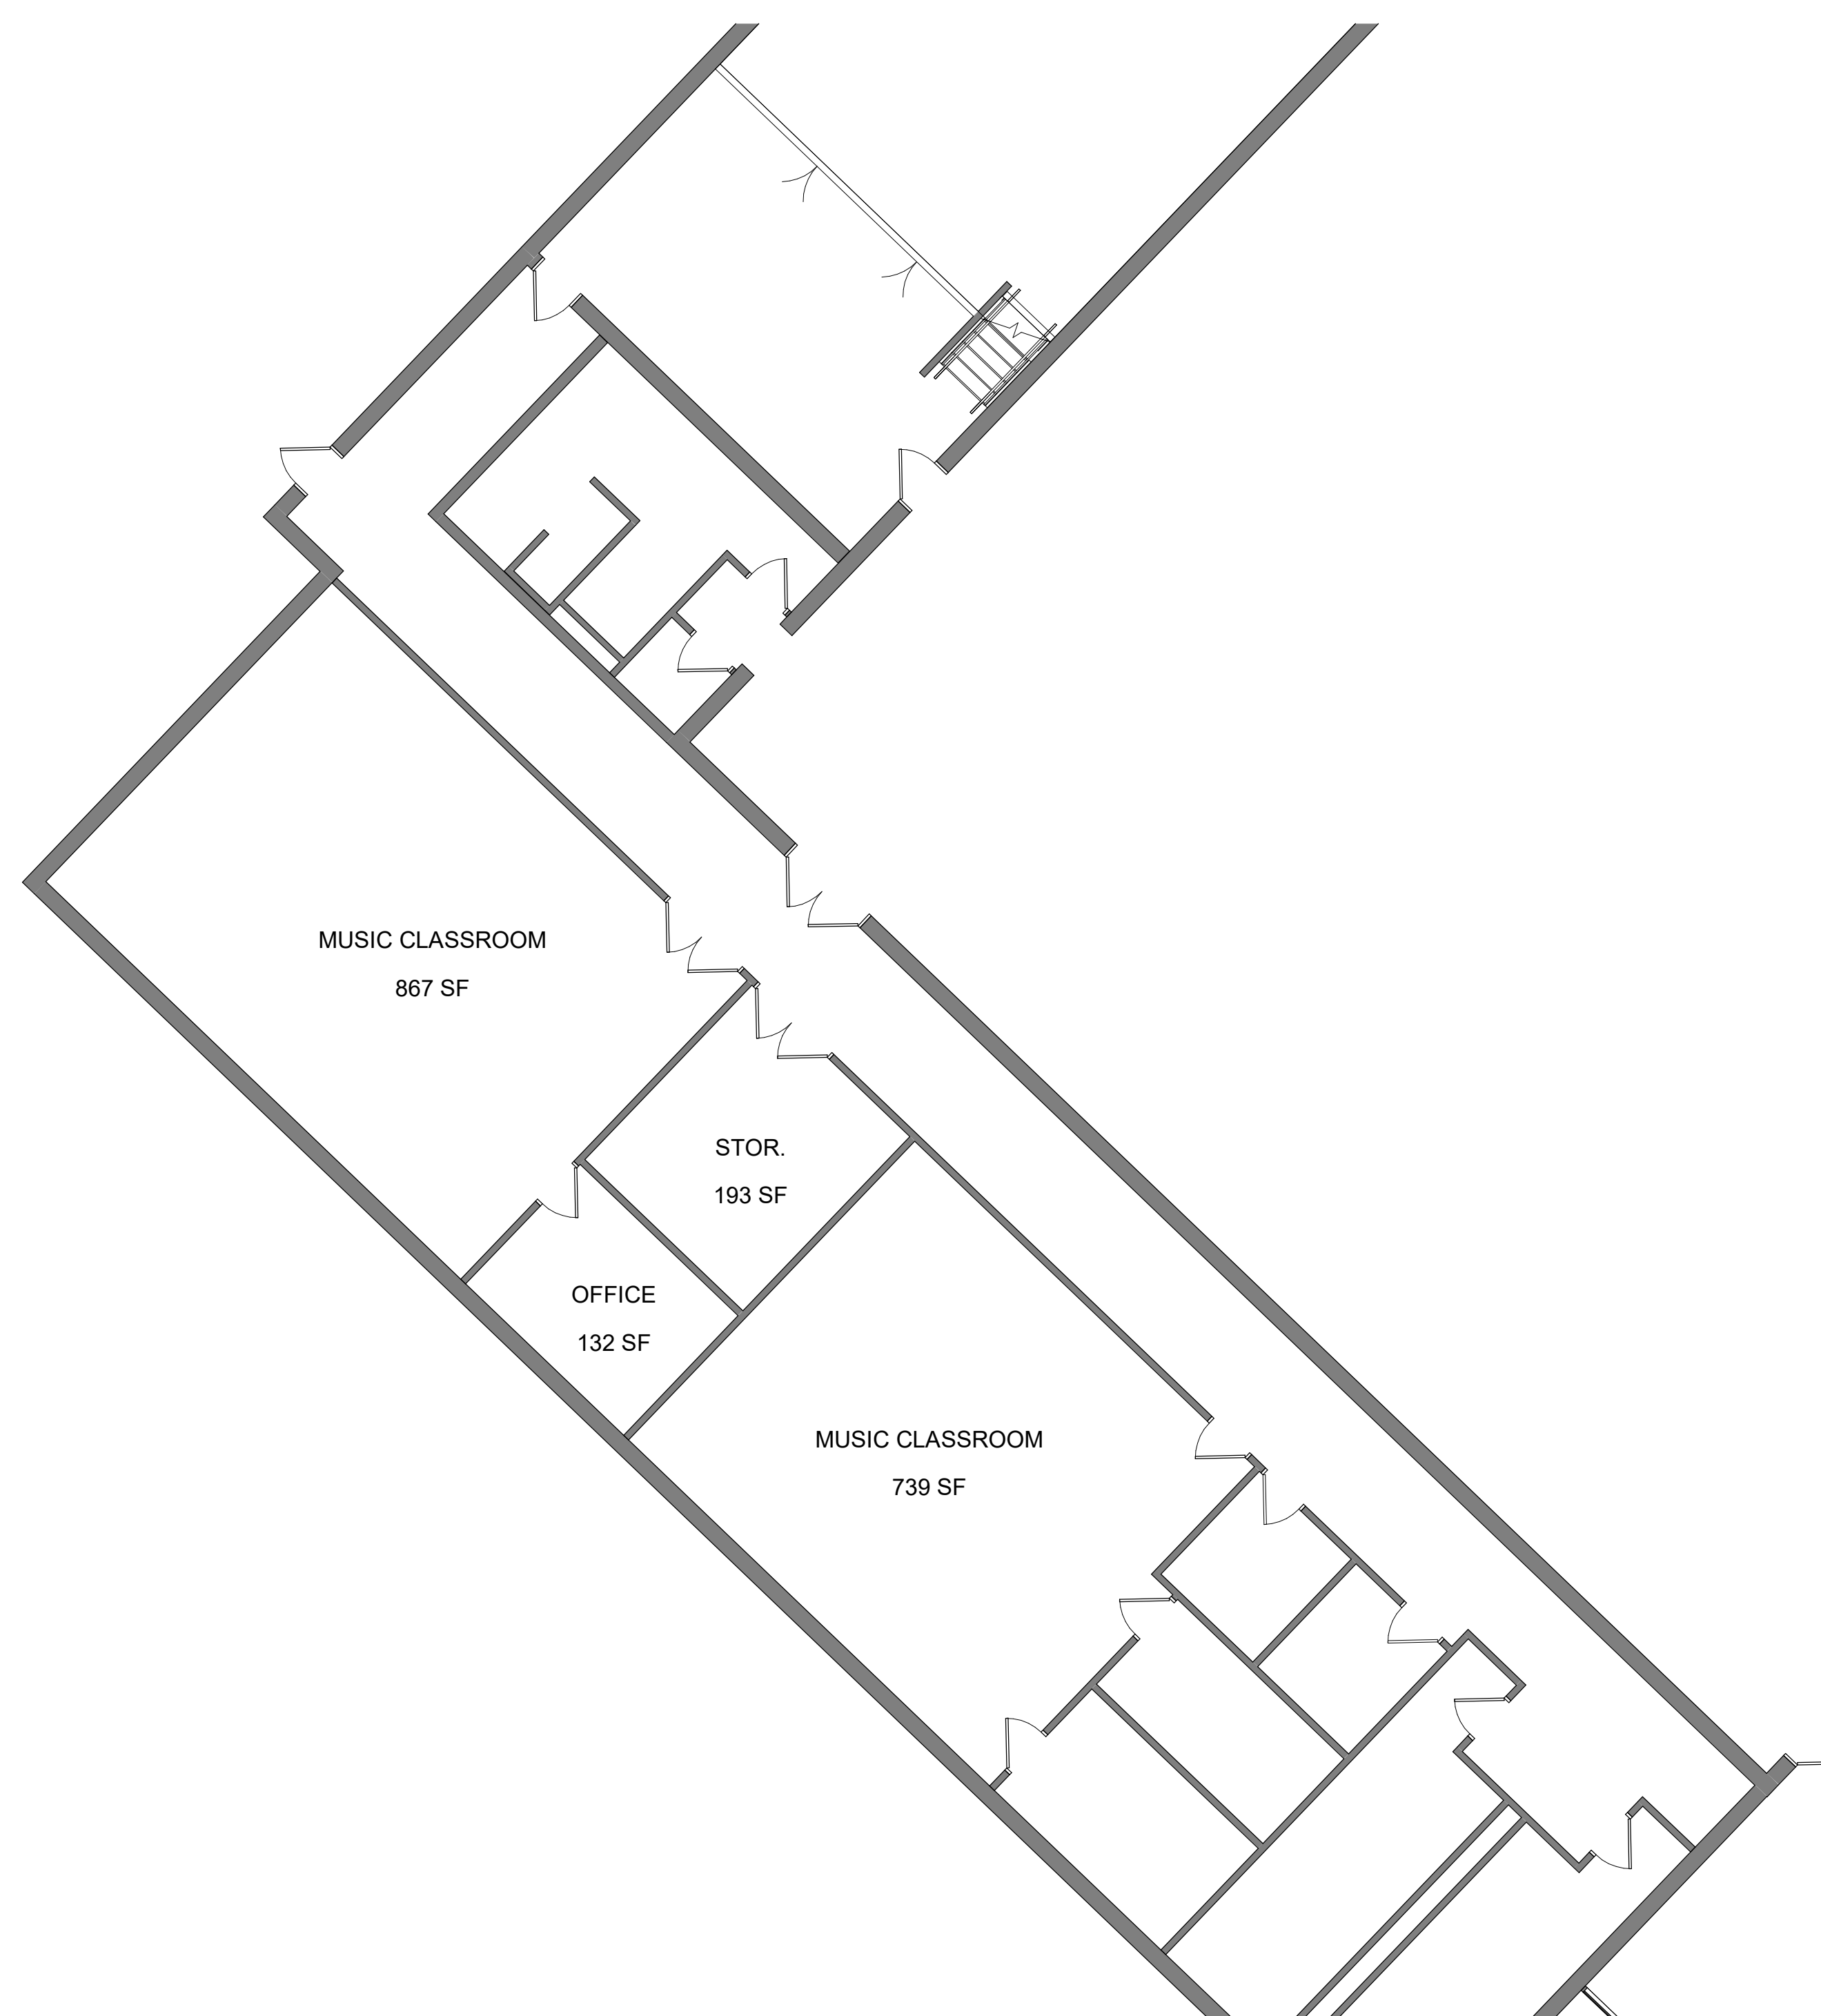 MUSIC CLASSROOM
867 SF
STOR.
193 SF
OFFICE
132 SF
MUSIC CLASSROOM
739 SF